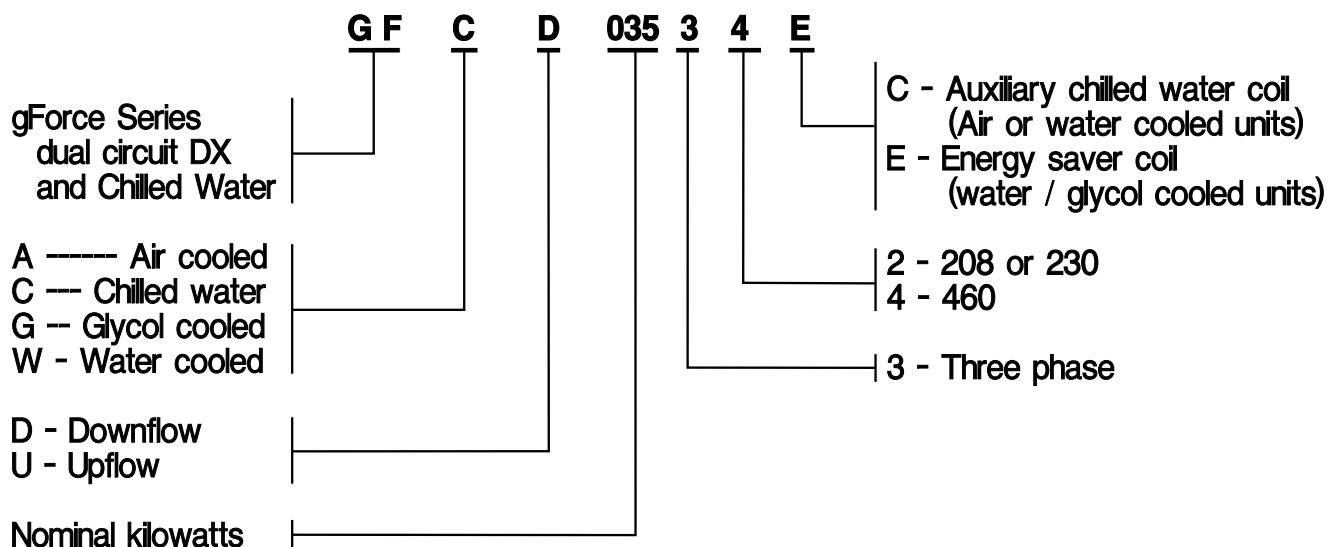 G F C D 035 3 4 E
gForce Series
dual circuit DX
and Chilled Water
A ------ Air cooled
C --- Chilled water
G -- Glycol cooled
W - Water cooled
D - Downflow
U - Upflow
Nominal kilowatts
C - Auxiliary chilled water coil
(Air or water cooled units)
E - Energy saver coil
(water / glycol cooled units)
2 - 208 or 230
4 - 460
3 - Three phase